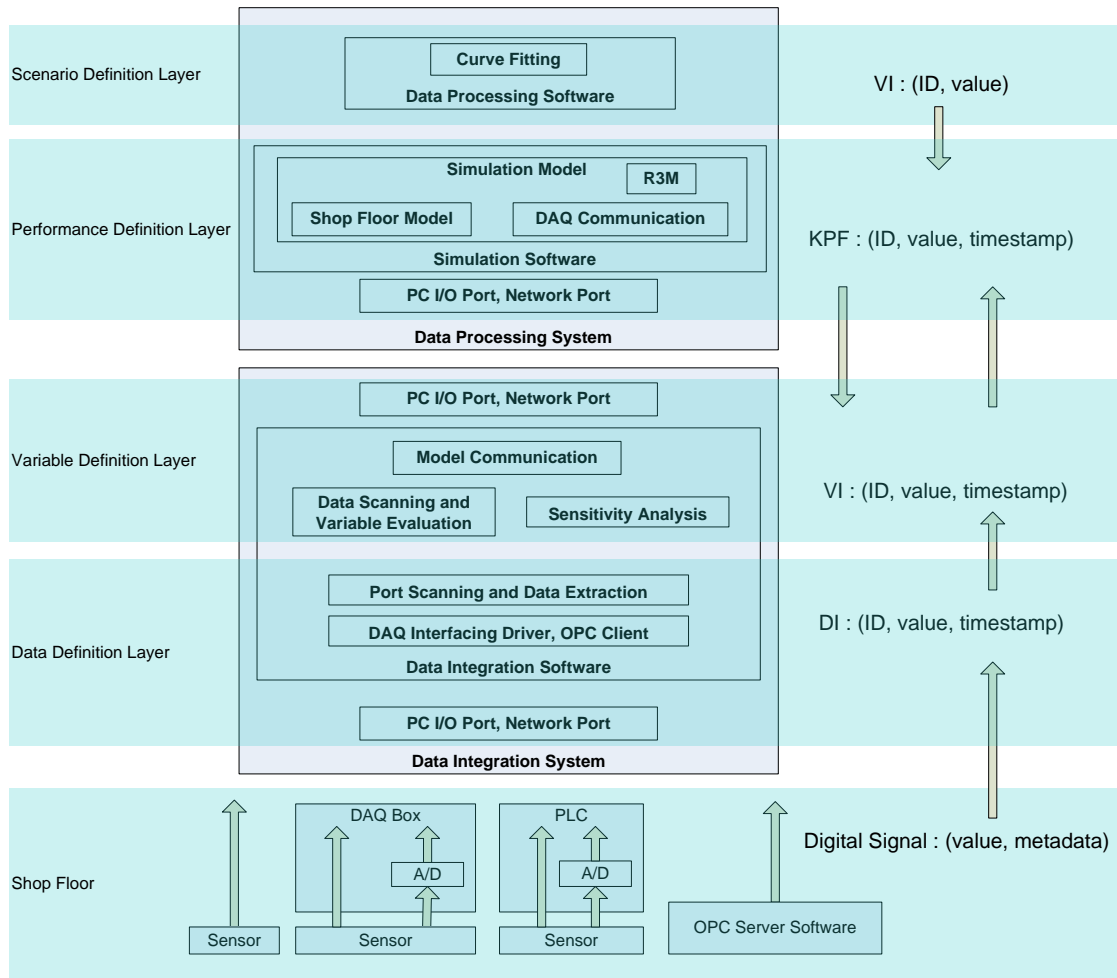 Scenario Definition Layer
Curve Fitting
Data Processing Software
VI : (ID, value)
Performance Definition Layer
Simulation Model
R3M
Shop Floor Model
DAQ Communication
Simulation Software
PC I/O Port, Network Port
Data Processing System
KPF : (ID, value, timestamp)
Variable Definition Layer
PC I/O Port, Network Port
Model Communication
Data Scanning and
Variable Evaluation
Sensitivity Analysis
VI : (ID, value, timestamp)
Data Definition Layer
Port Scanning and Data Extraction
DAQ Interfacing Driver, OPC Client
Data Integration Software
PC I/O Port, Network Port
Data Integration System
DI : (ID, value, timestamp)
Shop Floor
DAQ Box
A/D
PLC
A/D
Sensor
Sensor
Sensor
OPC Server Software
Digital Signal : (value, metadata)